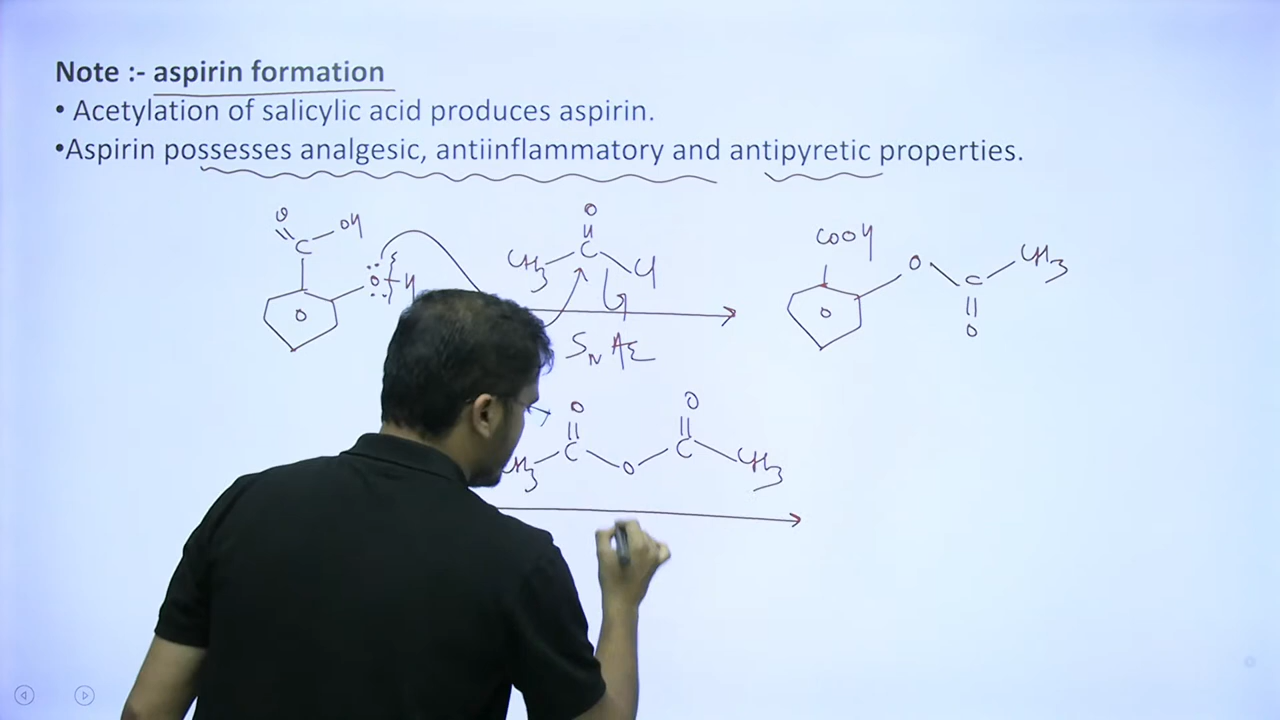 Note :- aspirin formation
• Acetylation of salicylic acid produces aspirin.
•Aspirin possesses analgesic, antiinflammatory and antipyretic properties.
O
C OH
O H
O
O
C
CH3 Cl
SN AE
COOH
O
O
C CH3
O
O O
CH3 C O C CH3